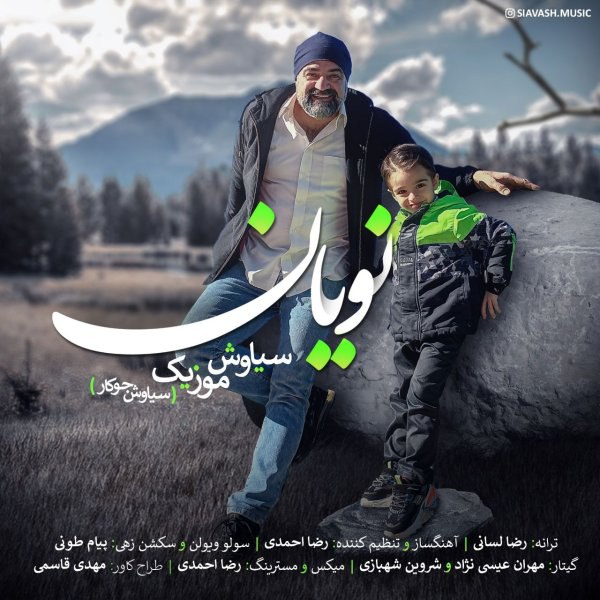 SIAVASH.MUSIC
نویان
سیاوش
موزیک
(سیاوش جوکار)
ترانه: رضا لسانی | آهنگساز و تنظیم کننده: رضا احمدی | سولو ویولن و سکشن زهی: پیام طونی
گیتار: مهران عیسی نژاد و شروین شهبازی | میکس و مسترینگ: رضا احمدی | طراح کاور: مهدی قاسمی